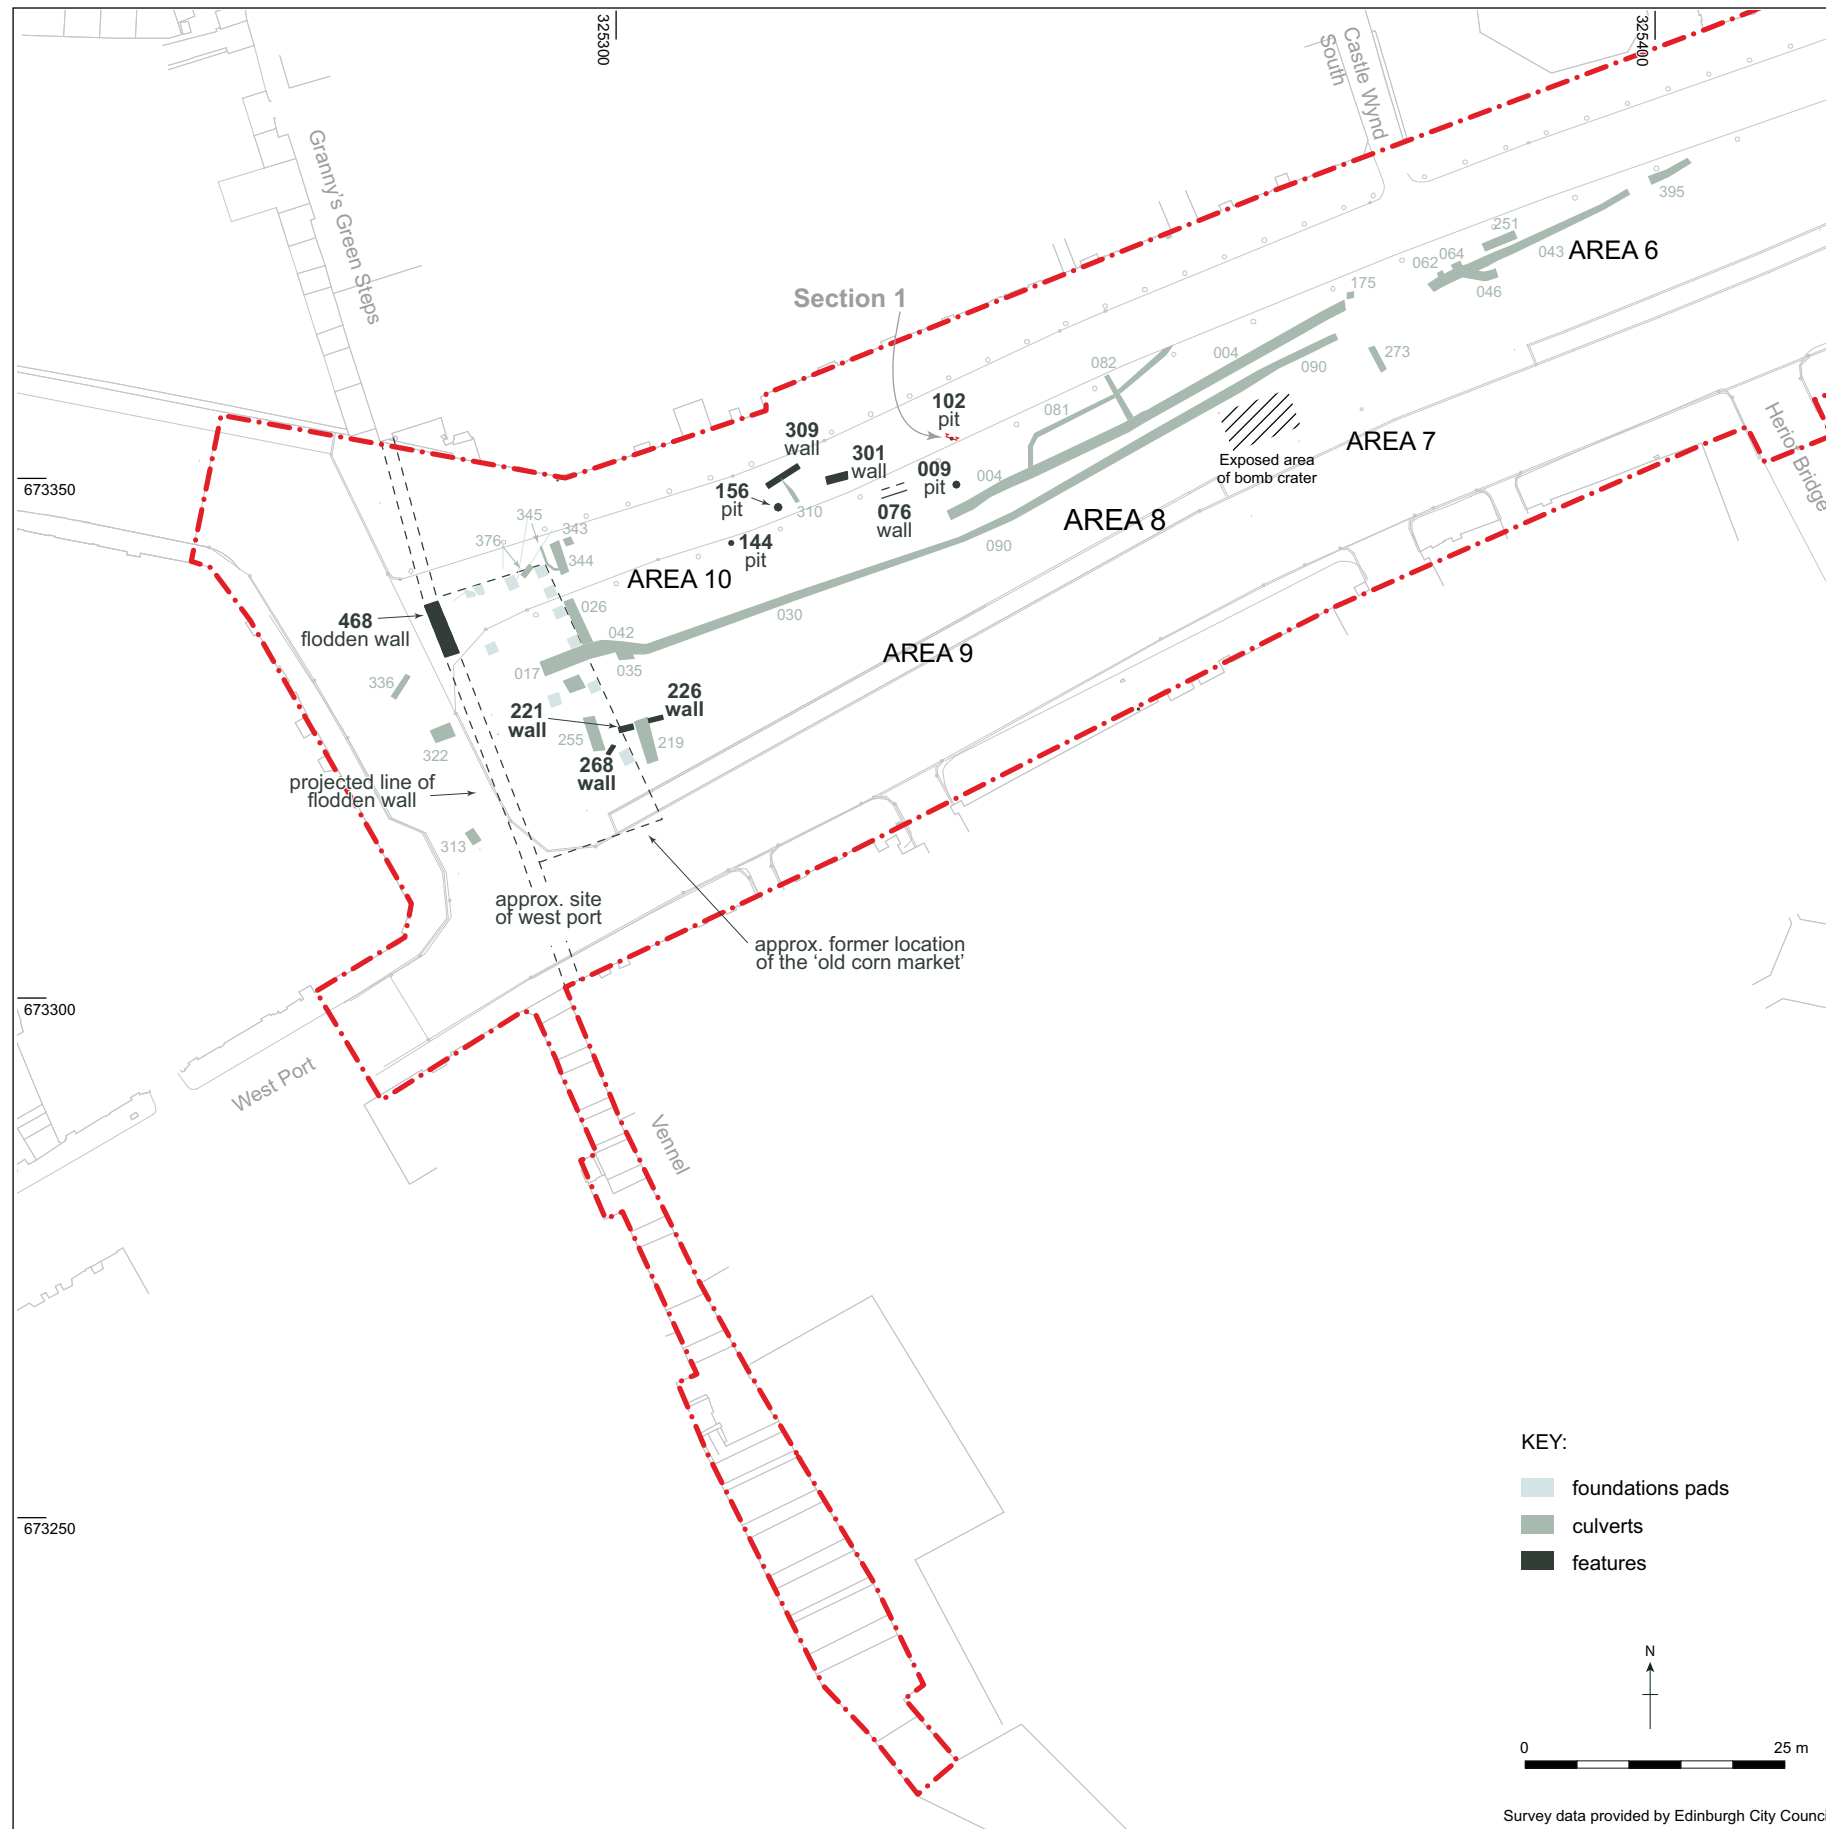 325300
325400
Castle Wynd
South
Granny's Green Steps
395
251
043
AREA 6
064
062
046
175
Section 1
004
082
090
273
102
pit
081
309
wall
301
wall
Heriot Bridge
AREA 7
Exposed area
of bomb crater
673350
009
pit
004
156
pit
310
076
wall
AREA 8
345
343
376
344
144
pit
090
AREA 10
026
030
468
flodden wall
042
AREA 9
017
035
336
226
wall
221
wall
255
219
322
268
wall
projected line of
flodden wall
313
approx. site
of west port
approx. former location
of the ‘old corn market’
673300
West Port
Vennel
KEY:
foundations pads
673250
culverts
features
N
0
25 m
Survey data provided by Edinburgh City Counci